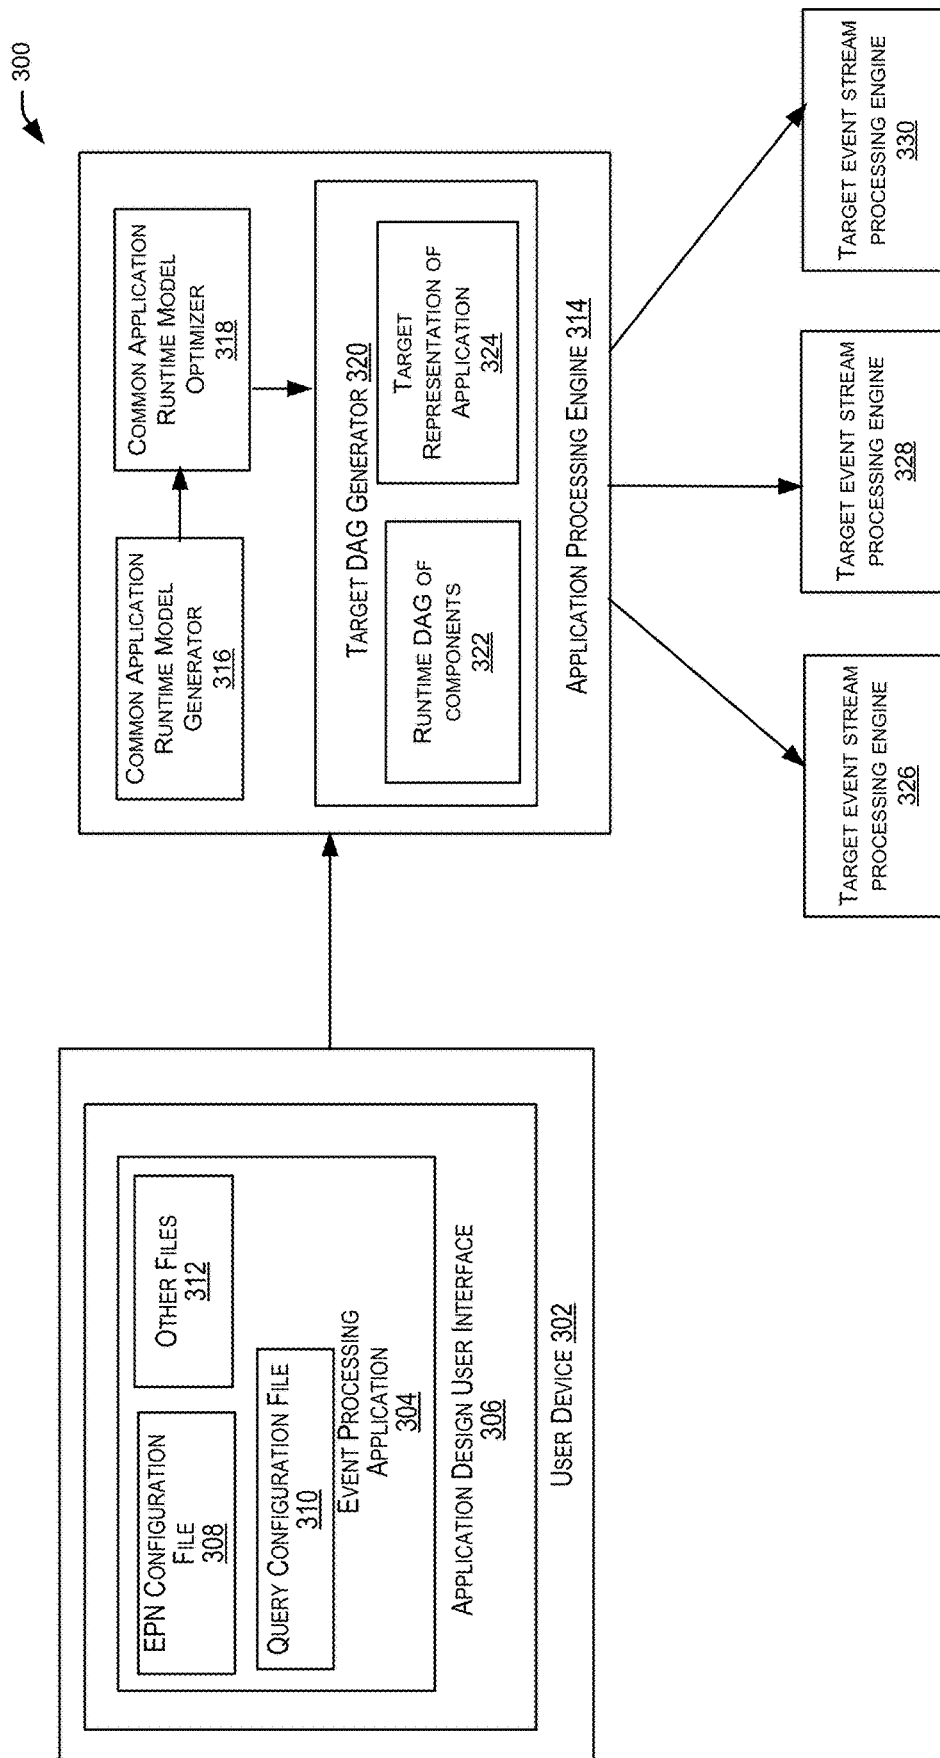 300
EPN Configuration
File
308
Other Files
312
Query Configuration File
310
Event Processing
Application
304
Application Design User Interface
306
User Device 302
Common Application
Runtime Model
Generator
316
Common Application
Runtime Model
Optimizer
318
Target DAG Generator 320
Runtime DAG of
components
322
Target
Representation of
Application
324
Application Processing Engine 314
Target event stream
processing engine
326
Target event stream
processing engine
328
Target event stream
processing engine
330